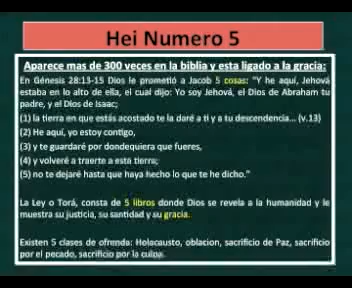 Hei Numero 5
Aparece mas de 300 veces en la biblia y esta ligado a la gracia:
En Génesis 28:13-15 Dios le prometió a Jacob 5 cosas: "Y he aquí, Jehová
estaba en lo alto de ella, el cual dijo: Yo soy Jehová, el Dios de Abraham tu
padre, y el Dios de Isaac;
(1) la tierra en que estás acostado te la daré a ti y a tu descendencia... (v.13)
(2) He aquí, yo estoy contigo,
(3) y te guardaré por dondequiera que fueres,
(4) y volveré a traerte a esta tierra;
(5) no te dejaré hasta que haya hecho lo que te he dicho."
La Ley o Torá, consta de 5 libros donde Dios se revela a la humanidad y le
muestra su justicia, su santidad y su gracia.
Existen 5 clases de ofrenda: Holacausto, oblacion, sacrificio de Paz, sacrificio
por el pecado, sacrificio por la culpa.